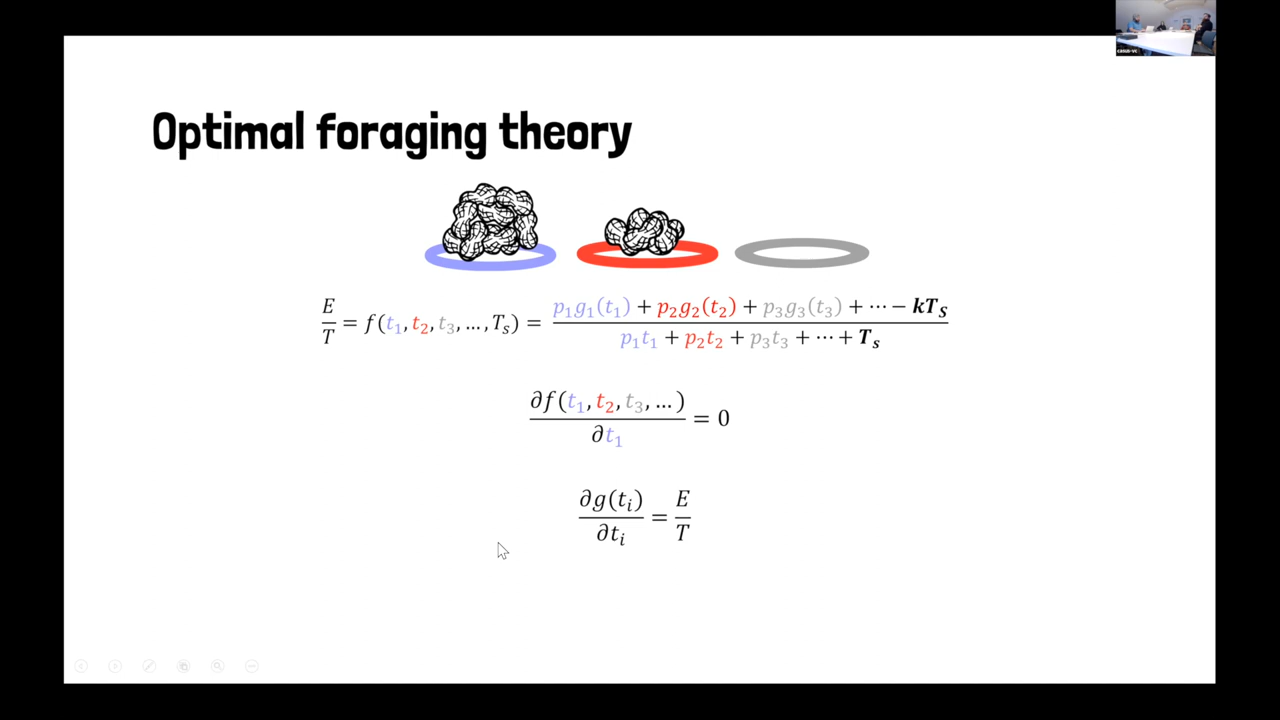 Optimal foraging theory
E/T = f(t₁, t₂, t₃, …, Tₛ) = (p₁g₁(t₁) + p₂g₂(t₂) + p₃g₃(t₃) + ⋯ − kTₛ)/(p₁t₁ + p₂t₂ + p₃t₃ + ⋯ + Tₛ)
∂f(t₁, t₂, t₃, …)/∂t₁ = 0
∂g(tᵢ)/∂tᵢ = E/T